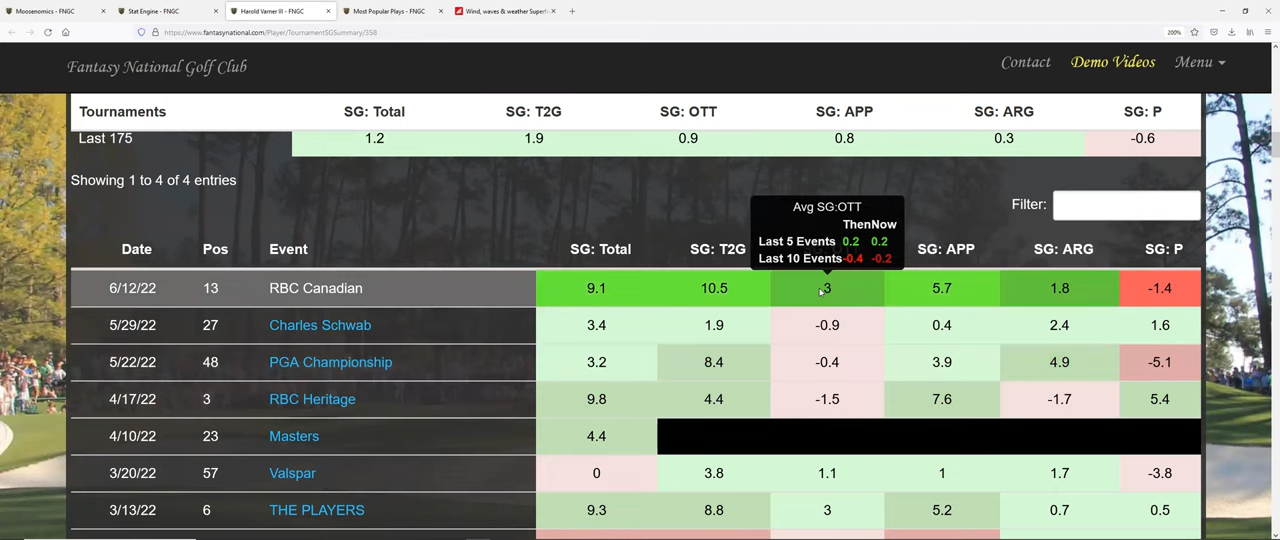 Moosenomics - FNGC
Stat Engine - FNGC
Harold Varner III - FNGC
Most Popular Plays - FNGC
Wind, waves & weather Superf
https://www.fantasynational.com/Player/TournamentSGSummary/358
200%
Fantasy National Golf Club
Contact Demo Videos Menu
Tournaments SG: Total SG: T2G SG: OTT SG: APP SG: ARG SG: P
Last 175 1.2 1.9 0.9 0.8 0.3 -0.6
Showing 1 to 4 of 4 entries
Filter:
Avg SG:OTT
ThenNow
Last 5 Events 0.2 0.2
Last 10 Events -0.4 -0.2
Date Pos Event SG: Total SG: T2G SG: APP SG: ARG SG: P
6/12/22 13 RBC Canadian 9.1 10.5 3 5.7 1.8 -1.4
5/29/22 27 Charles Schwab 3.4 1.9 -0.9 0.4 2.4 1.6
5/22/22 48 PGA Championship 3.2 8.4 -0.4 3.9 4.9 -5.1
4/17/22 3 RBC Heritage 9.8 4.4 -1.5 7.6 -1.7 5.4
4/10/22 23 Masters 4.4
3/20/22 57 Valspar 0 3.8 1.1 1 1.7 -3.8
3/13/22 6 THE PLAYERS 9.3 8.8 3 5.2 0.7 0.5